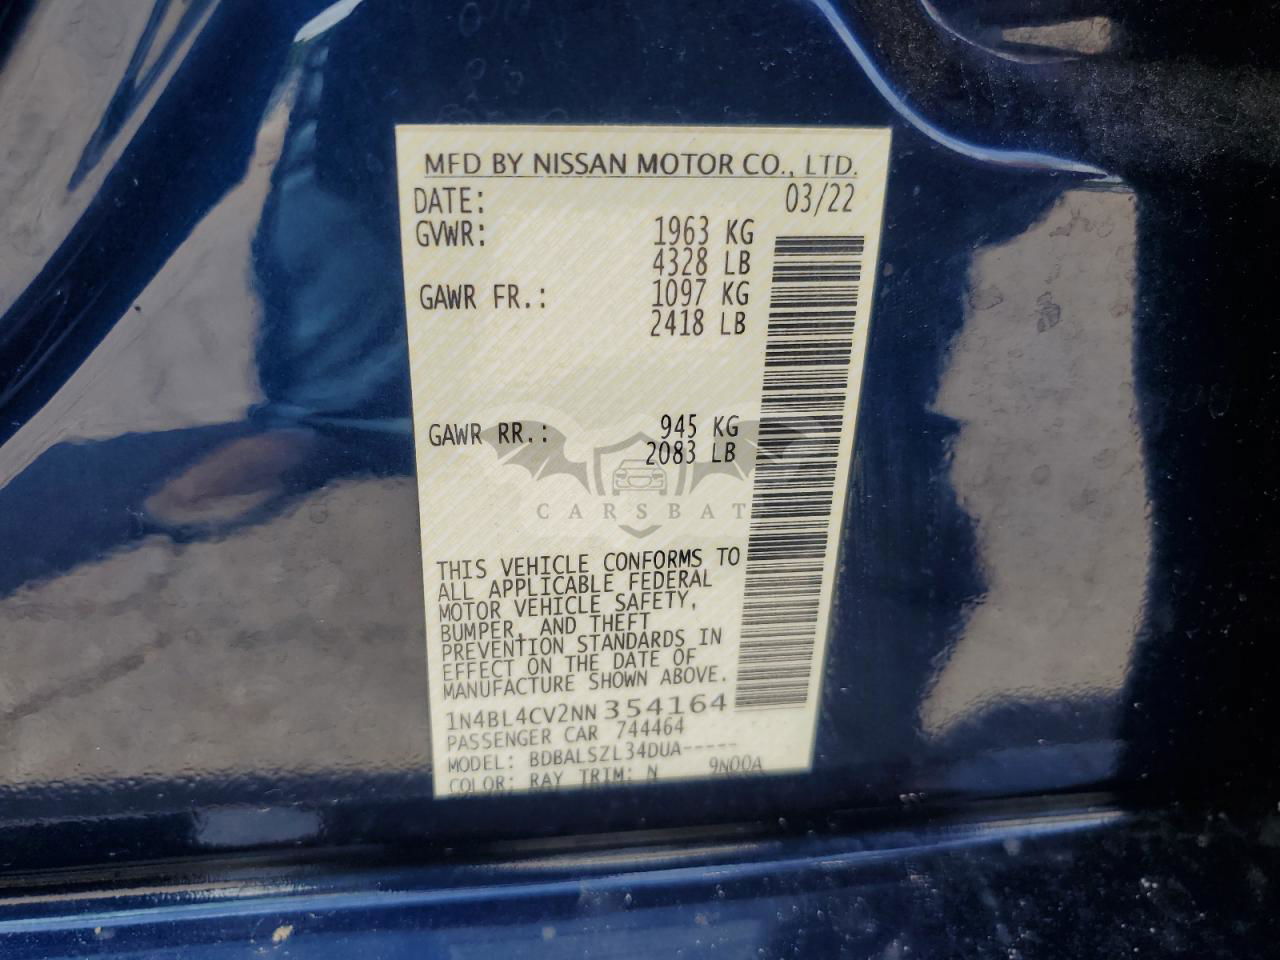 MFD BY NISSAN MOTOR CO., LTD.
DATE: 03/22
GVWR: 1963 KG
4328 LB
GAWR FR.: 1097 KG
2418 LB
GAWR RR.: 945 KG
2083 LB
CARSBAT
THIS VEHICLE CONFORMS TO
ALL APPLICABLE FEDERAL
MOTOR VEHICLE SAFETY,
BUMPER, AND THEFT
PREVENTION STANDARDS IN
EFFECT ON THE DATE OF
MANUFACTURE SHOWN ABOVE.
1N4BL4CV2NN354164
PASSENGER CAR 744464
MODEL: BDBALSZL34DUA-----
COLOR: RAY TRIM: N 9N00A